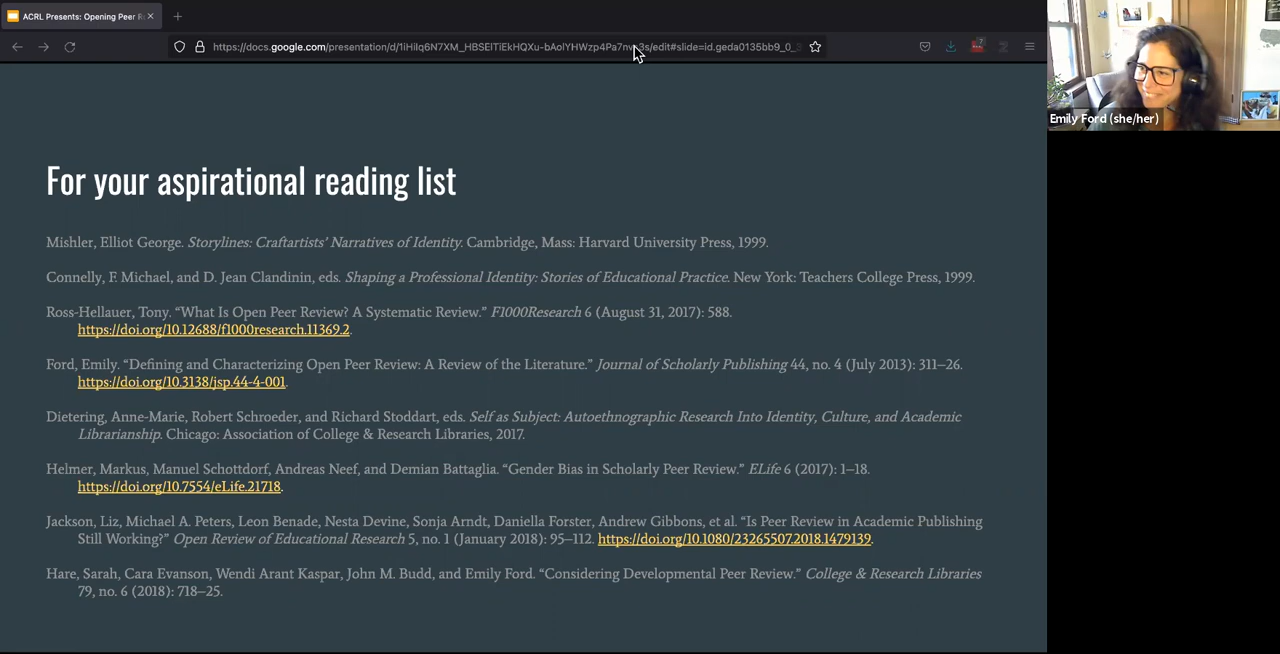 ACRL Presents: Opening Peer R
https://docs.google.com/presentation/d/1iHilq6N7XM_HBSElTiEkHQXu-bAolYHWzp4Pa7nv 3s/edit#slide=id.geda0135bb9_0_
7
Emily Ford (she/her)
For your aspirational reading list
Mishler, Elliot George. Storylines: Craftartists' Narratives of Identity. Cambridge, Mass: Harvard University Press, 1999.
Connelly, F. Michael, and D. Jean Clandinin, eds. Shaping a Professional Identity: Stories of Educational Practice. New York: Teachers College Press, 1999.
Ross-Hellauer, Tony. “What Is Open Peer Review? A Systematic Review.” F1000Research 6 (August 31, 2017): 588.
https://doi.org/10.12688/f1000research.11369.2.
Ford, Emily. “Defining and Characterizing Open Peer Review: A Review of the Literature.” Journal of Scholarly Publishing 44, no. 4 (July 2013): 311–26.
https://doi.org/10.3138/jsp.44-4-001.
Dietering, Anne-Marie, Robert Schroeder, and Richard Stoddart, eds. Self as Subject: Autoethnographic Research Into Identity, Culture, and Academic
Librarianship. Chicago: Association of College & Research Libraries, 2017.
Helmer, Markus, Manuel Schottdorf, Andreas Neef, and Demian Battaglia. “Gender Bias in Scholarly Peer Review.” ELife 6 (2017): 1–18.
https://doi.org/10.7554/eLife.21718.
Jackson, Liz, Michael A. Peters, Leon Benade, Nesta Devine, Sonja Arndt, Daniella Forster, Andrew Gibbons, et al. “Is Peer Review in Academic Publishing
Still Working?” Open Review of Educational Research 5, no. 1 (January 2018): 95–112. https://doi.org/10.1080/23265507.2018.1479139.
Hare, Sarah, Cara Evanson, Wendi Arant Kaspar, John M. Budd, and Emily Ford. “Considering Developmental Peer Review.” College & Research Libraries
79, no. 6 (2018): 718–25.